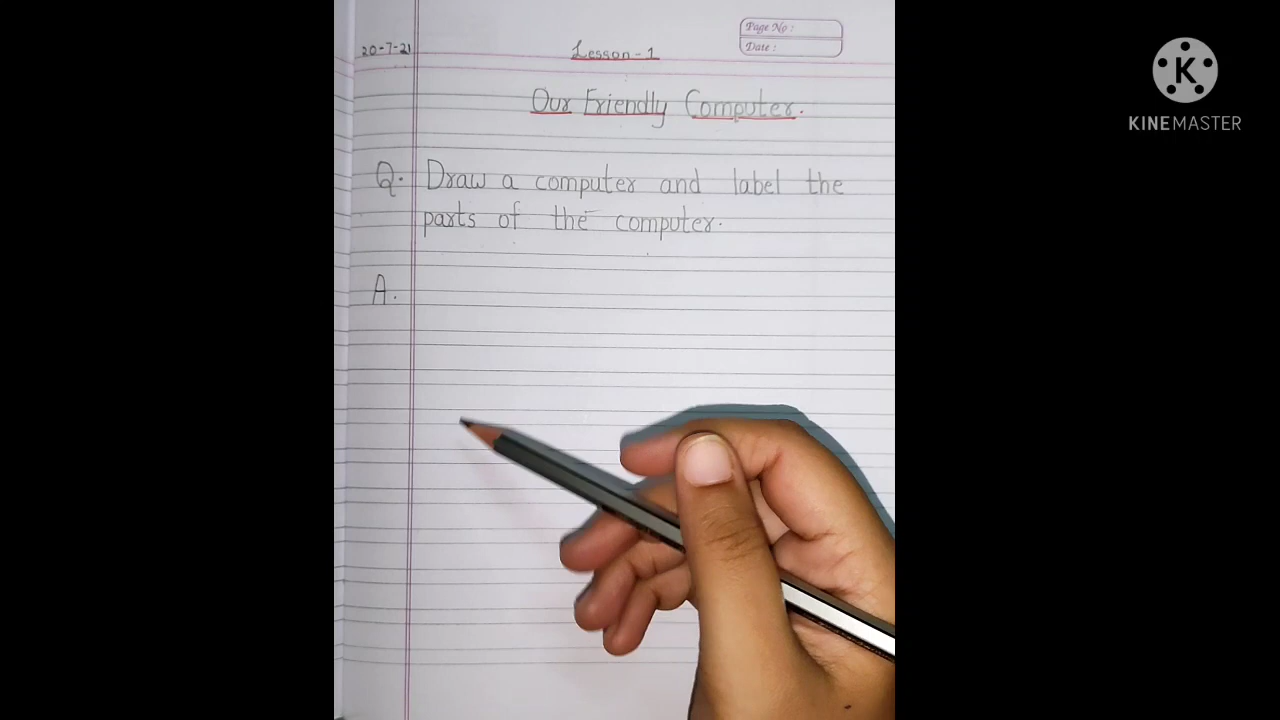 Page No :
20-7-21
Lesson - 1
Date :
Our Friendly Computer.
Q. Draw a computer and label the
parts of the computer.
A.
K
KINEMASTER